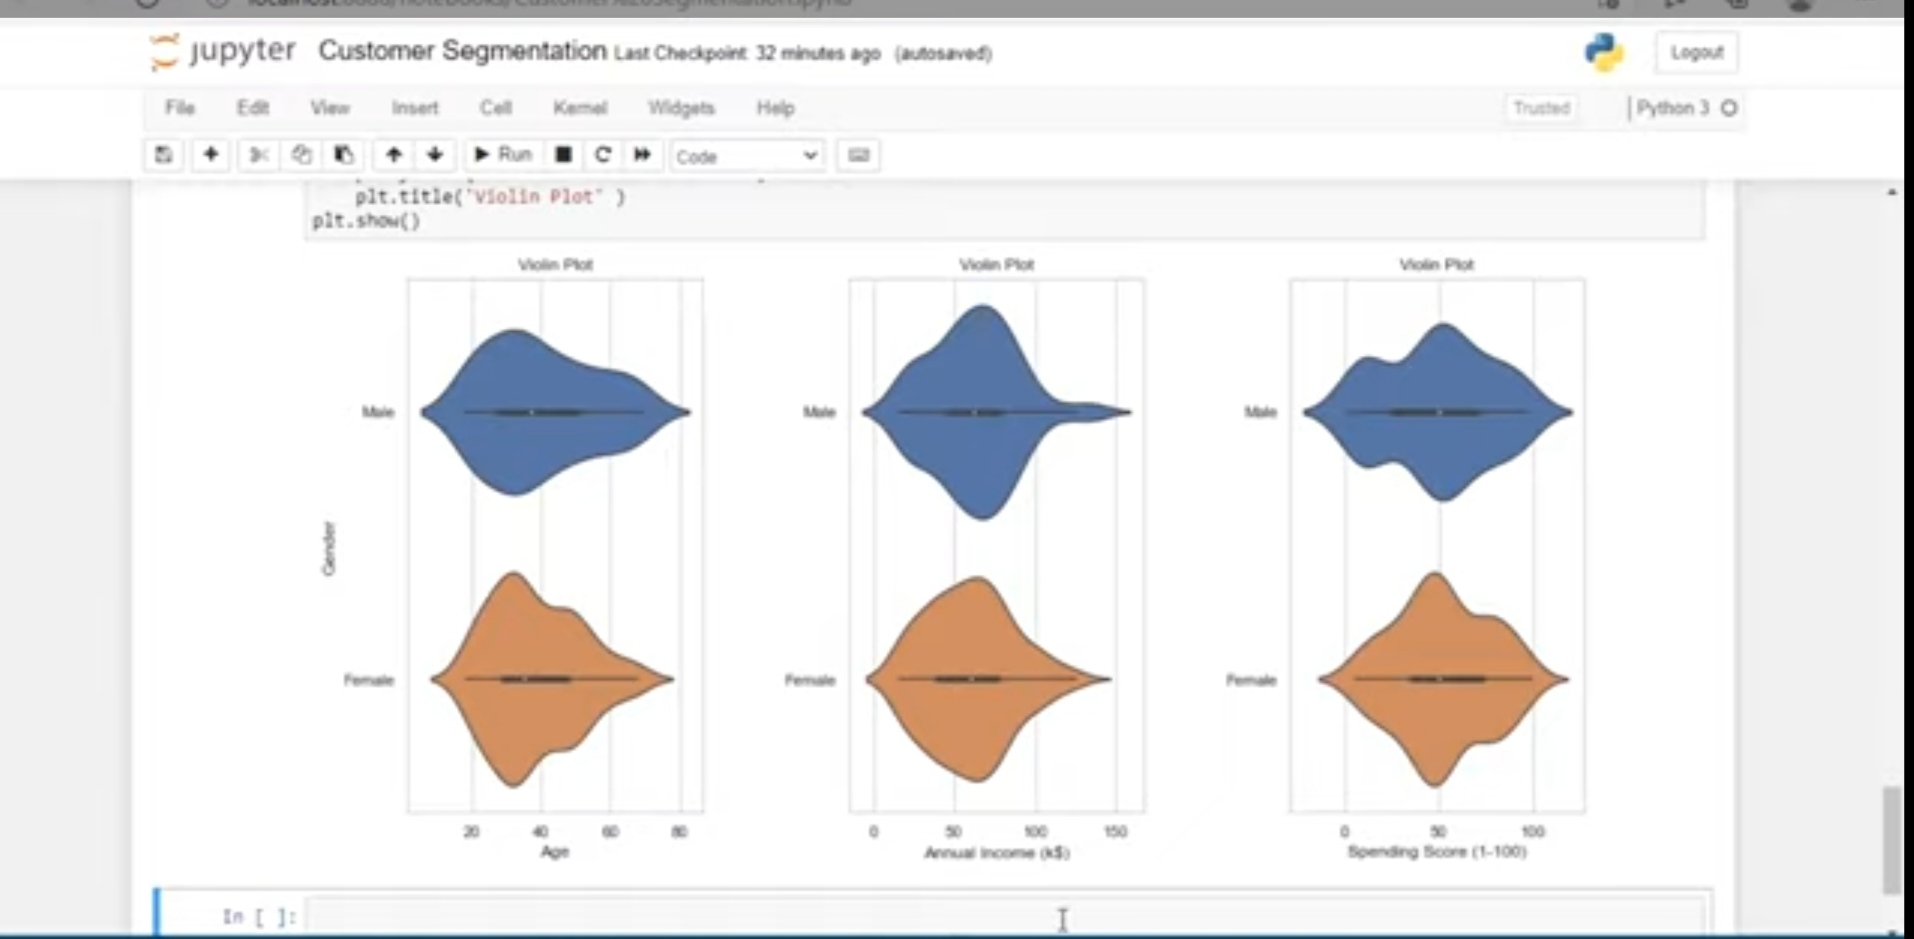 jupyter Customer Segmentation Last Checkpoint: 32 minutes ago (autosaved)
Logout
File Edit View Insert Cell Kernel Widgets Help
Trusted
Python 3
Run
Code
plt.title('Violin Plot' )
plt.show()
Violin Plot Violin Plot Violin Plot
Male Male Male
Gender
Female Female Female
20 40 60 80 0 50 100 150 0 50 100
Age Annual Income (k$) Spending Score (1-100)
In [ ]: